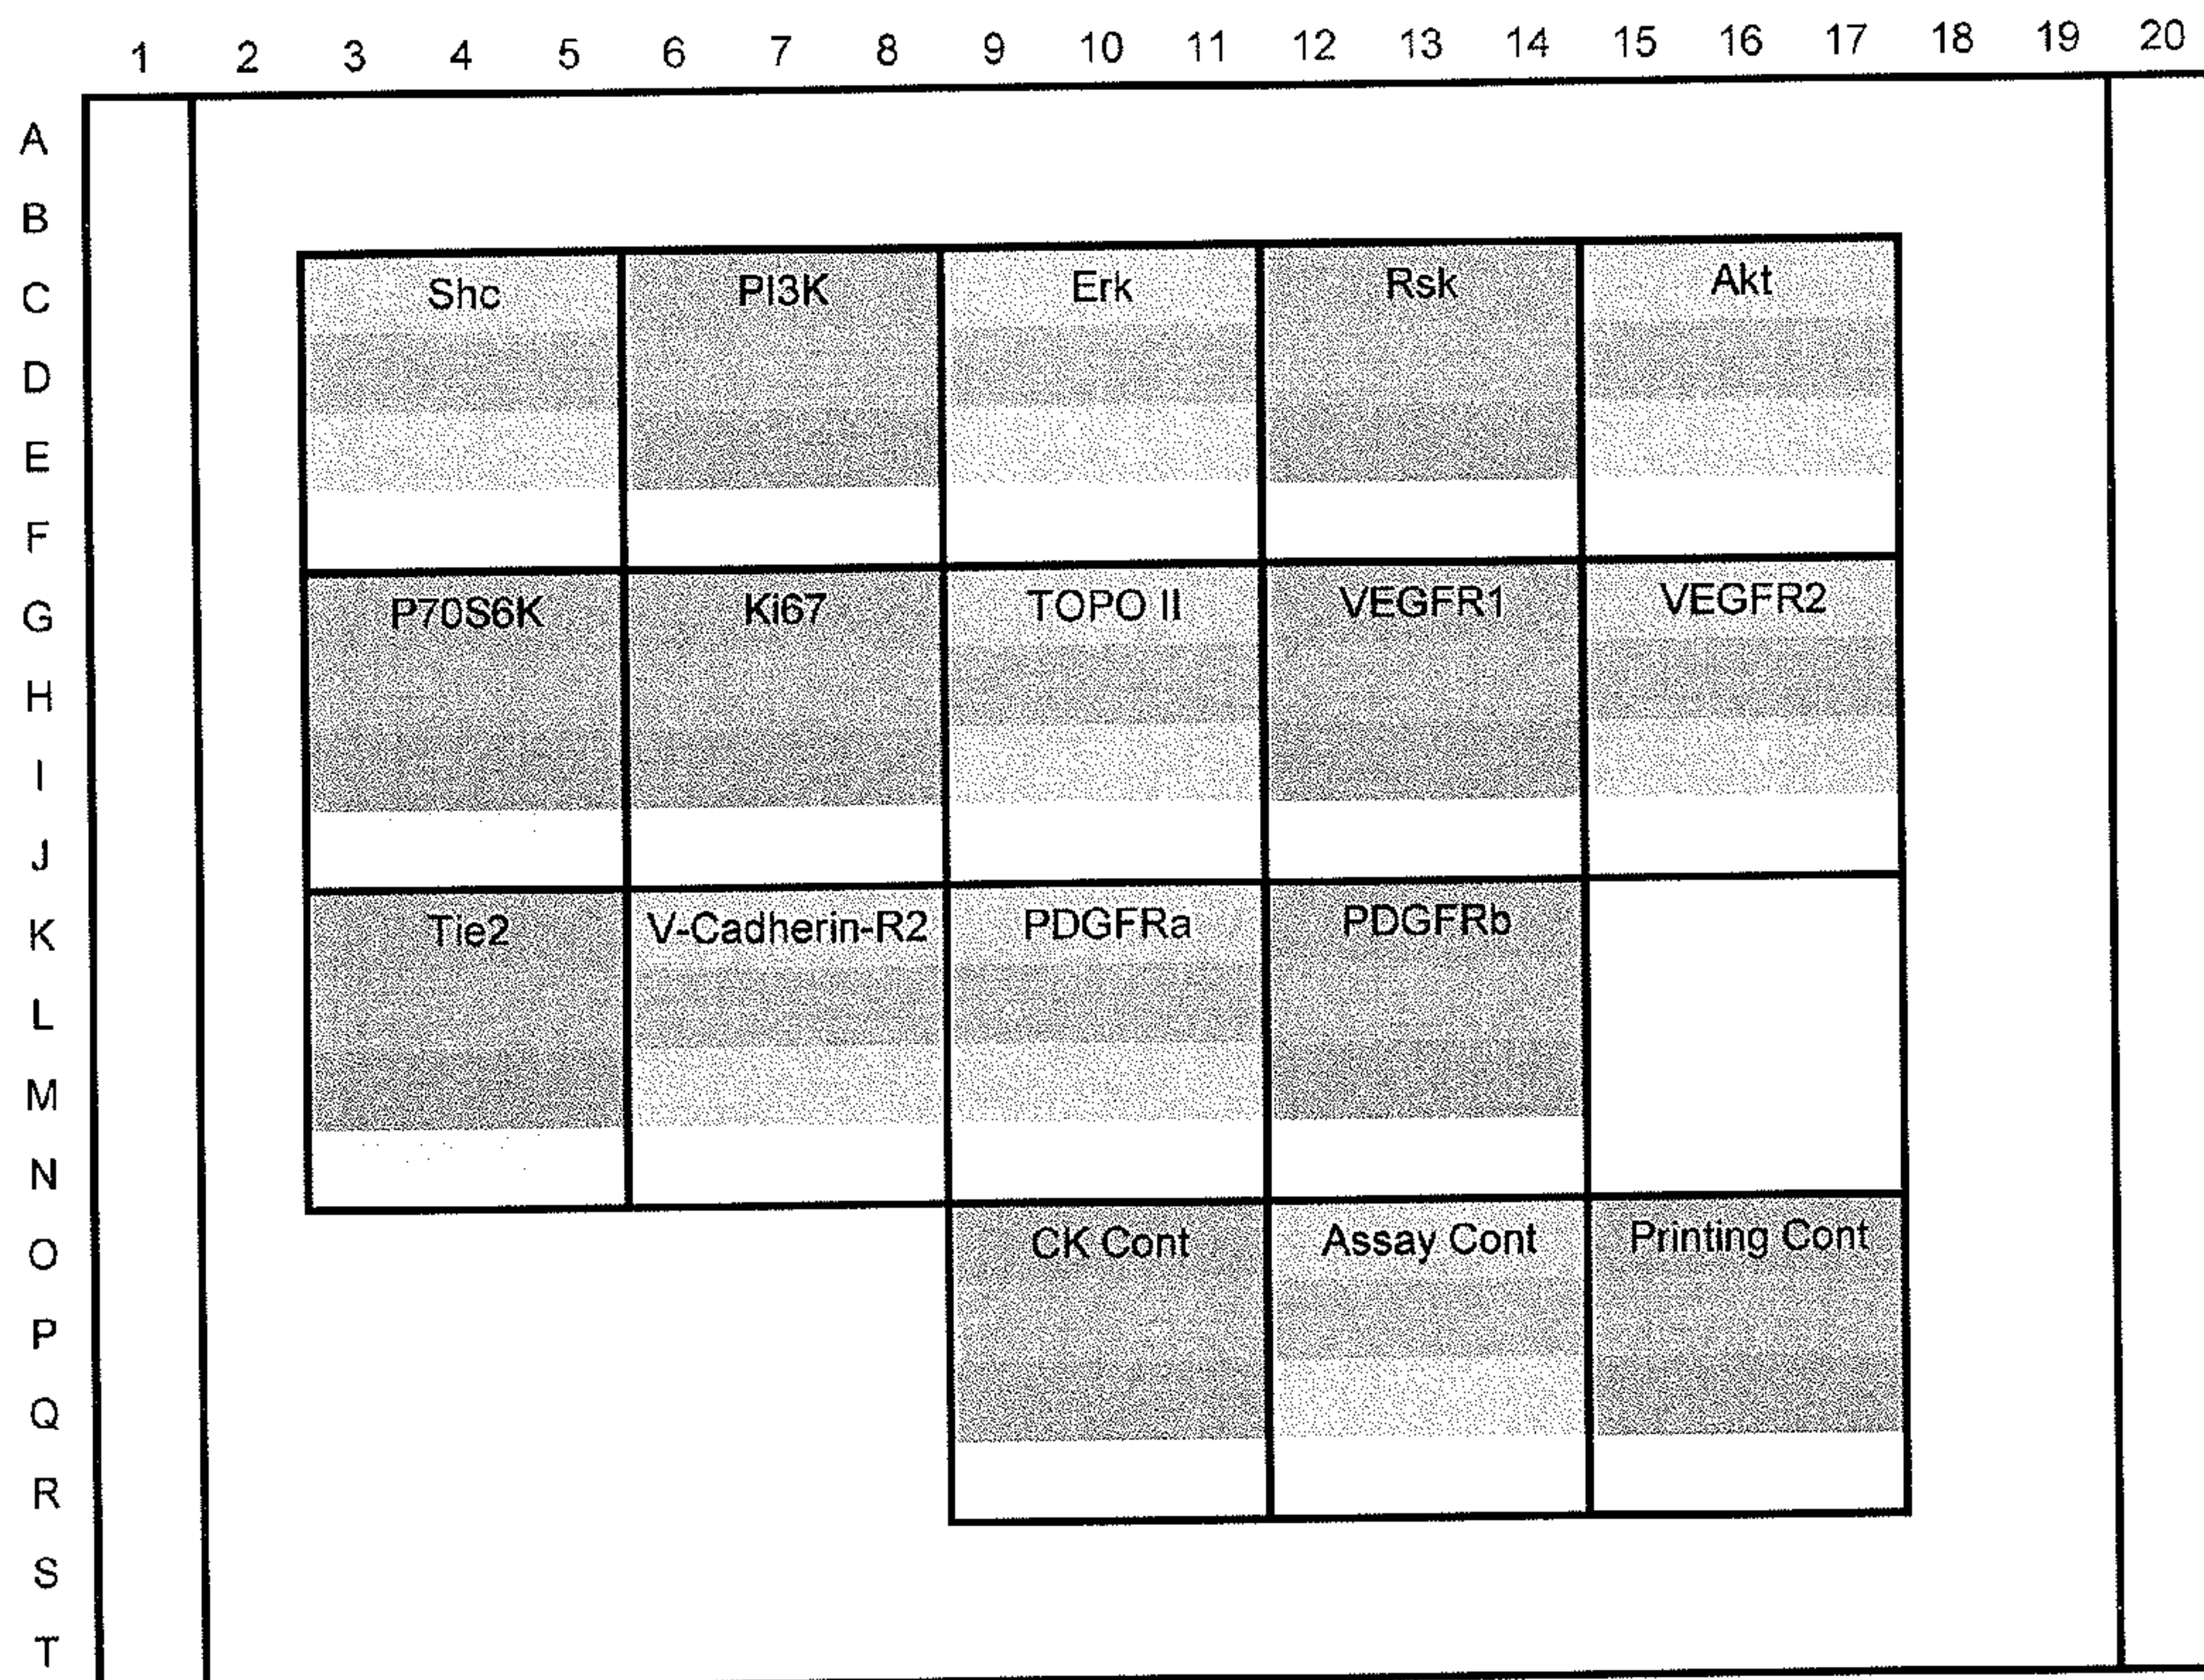 1 2 3 4 5 6 7 8 9 10 11 12 13 14 15 16 17 18 19 20
A
B
C Shc PI3K Erk Rsk Akt
D
E
F
G P70S6K Ki67 TOPO II VEGFR1 VEGFR2
H
I
J
K Tie2 V-Cadherin-R2 PDGFRa PDGFRb
L
M
N
O CK Cont Assay Cont Printing Cont
P
Q
R
S
T